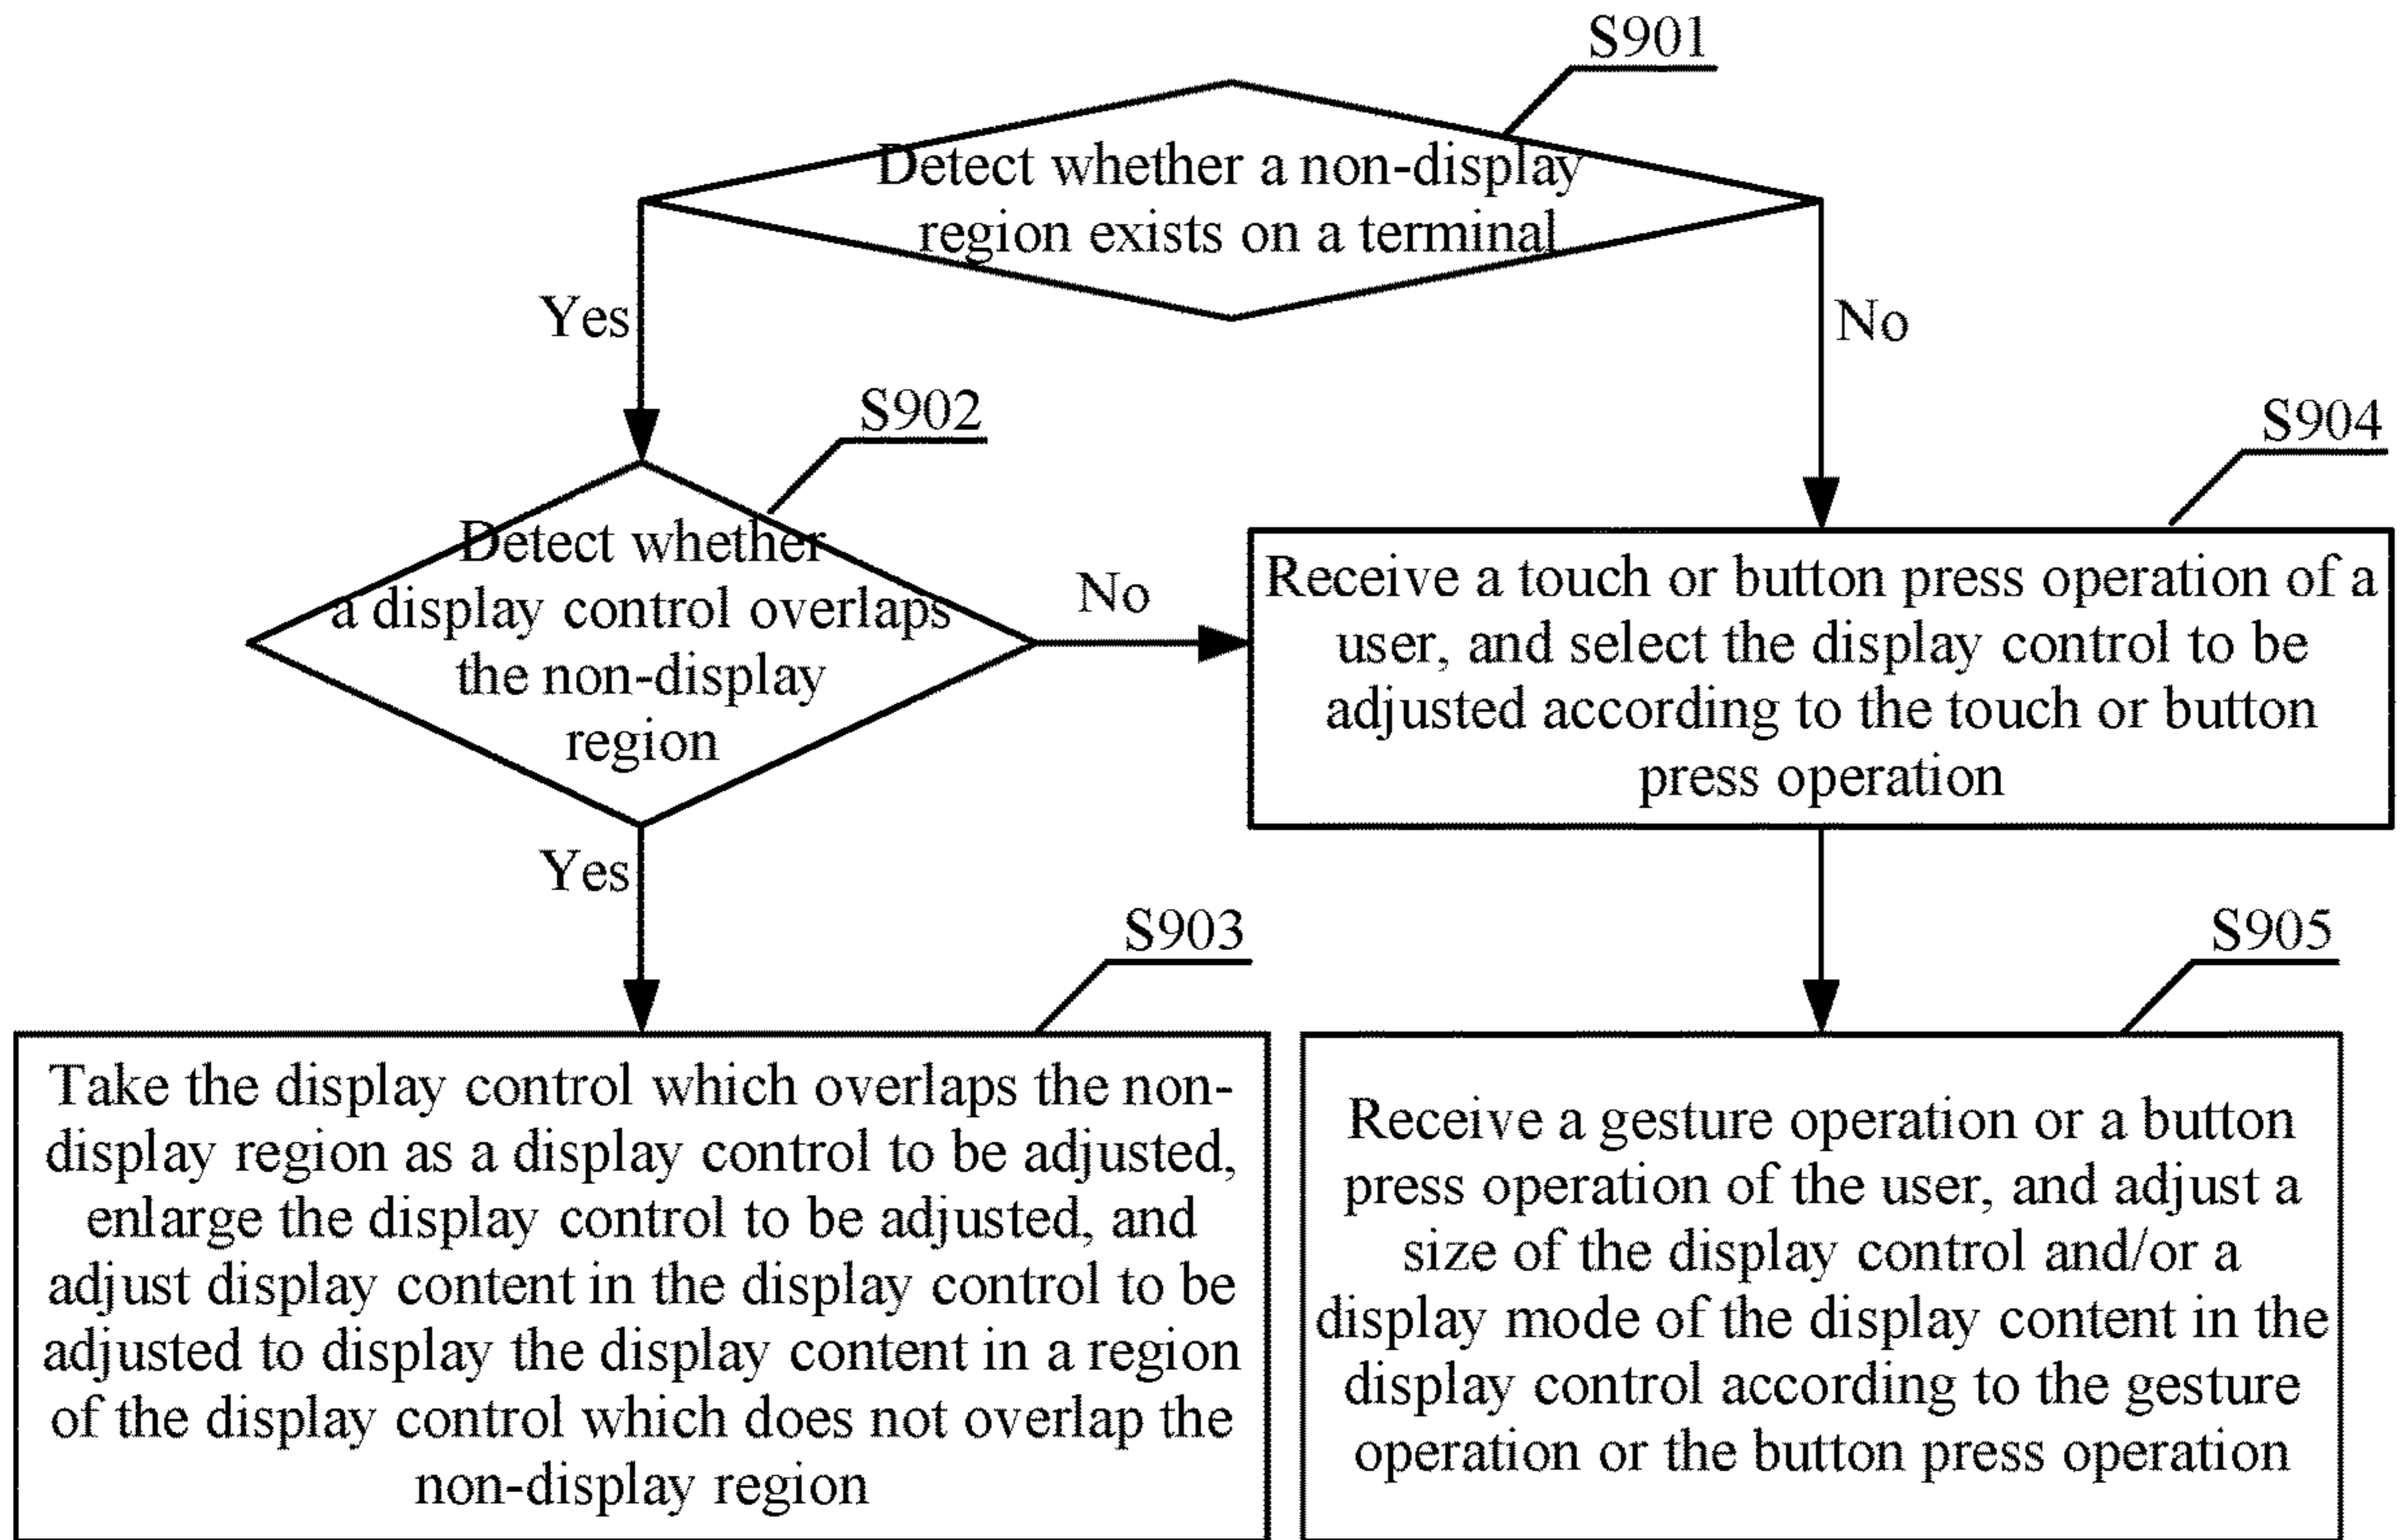 S901
Detect whether a non-display
region exists on a terminal
Yes
No
S902
Detect whether
a display control overlaps
the non-display
region
No
S904
Receive a touch or button press operation of a
user, and select the display control to be
adjusted according to the touch or button
press operation
Yes
S903
Take the display control which overlaps the non-
display region as a display control to be adjusted,
enlarge the display control to be adjusted, and
adjust display content in the display control to be
adjusted to display the display content in a region
of the display control which does not overlap the
non-display region
S905
Receive a gesture operation or a button
press operation of the user, and adjust a
size of the display control and/or a
display mode of the display content in the
display control according to the gesture
operation or the button press operation